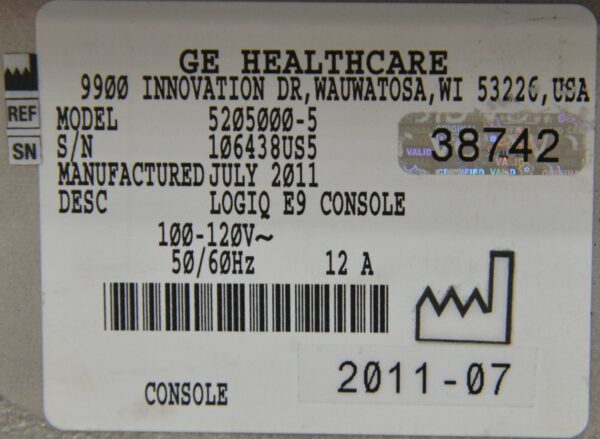 GE HEALTHCARE
9900 INNOVATION DR,WAUWATOSA,WI 53226,USA
REF MODEL 5205000-5
SN S/N 106438US5
MANUFACTURED JULY 2011
DESC LOGIQ E9 CONSOLE
38742
100-120V~
50/60Hz 12 A
2011-07
CONSOLE